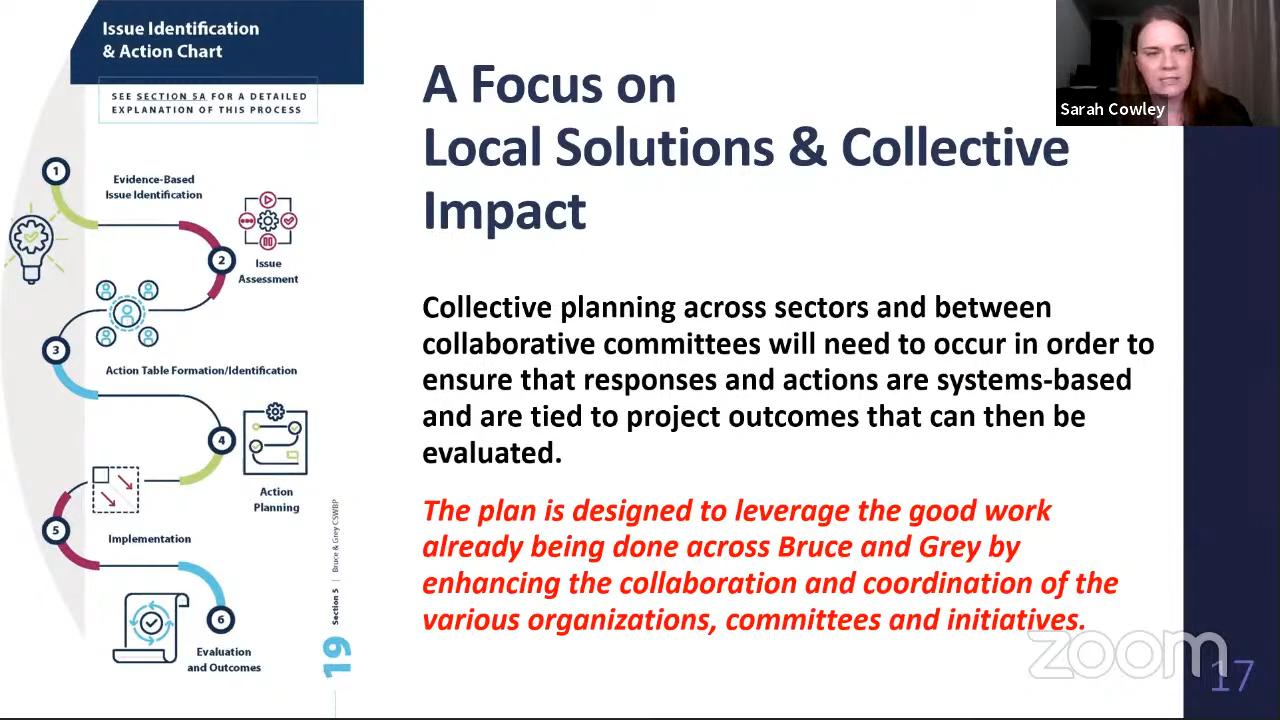 Issue Identification
& Action Chart
SEE SECTION 5A FOR A DETAILED
EXPLANATION OF THIS PROCESS
1
Evidence-Based
Issue Identification
2
Issue
Assessment
3
Action Table Formation/Identification
4
Action
Planning
5
Implementation
6
Evaluation
and Outcomes
19 Section 5 | Bruce & Grey CSWBP
A Focus on
Local Solutions & Collective
Impact
Collective planning across sectors and between
collaborative committees will need to occur in order to
ensure that responses and actions are systems-based
and are tied to project outcomes that can then be
evaluated.
The plan is designed to leverage the good work
already being done across Bruce and Grey by
enhancing the collaboration and coordination of the
various organizations, committees and initiatives.
Sarah Cowley
zoom
17